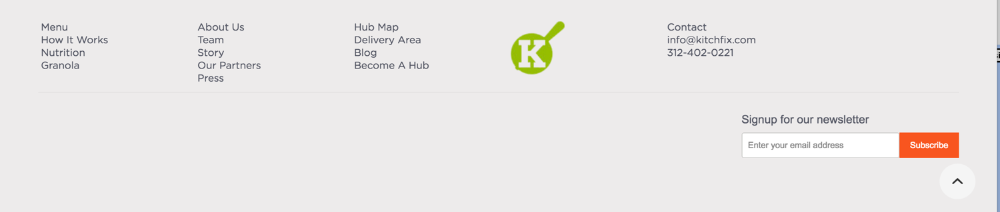 Menu
How It Works
Nutrition
Granola
About Us
Team
Story
Our Partners
Press
Hub Map
Delivery Area
Blog
Become A Hub
K
Contact
info@kitchfix.com
312-402-0221
Signup for our newsletter
Enter your email address
Subscribe